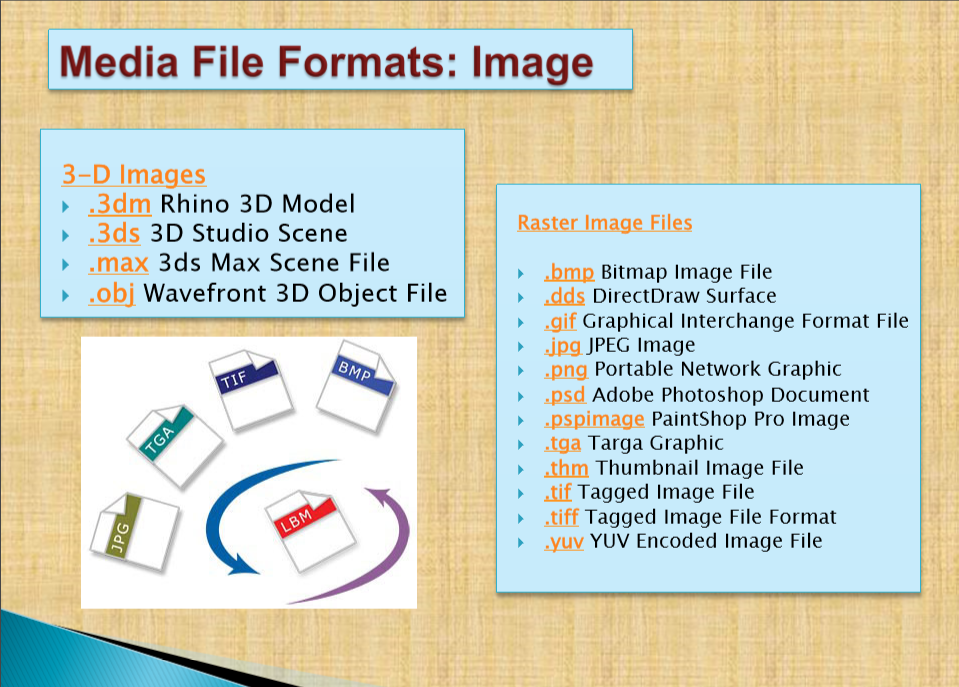 Media File Formats: Image
3-D Images
.3dm Rhino 3D Model
.3ds 3D Studio Scene
.max 3ds Max Scene File
.obj Wavefront 3D Object File
TIF
BMP
TGA
LBM
JPG
Raster Image Files
.bmp Bitmap Image File
.dds DirectDraw Surface
.gif Graphical Interchange Format File
.jpg JPEG Image
.png Portable Network Graphic
.psd Adobe Photoshop Document
.pspimage PaintShop Pro Image
.tga Targa Graphic
.thm Thumbnail Image File
.tif Tagged Image File
.tiff Tagged Image File Format
.yuv YUV Encoded Image File